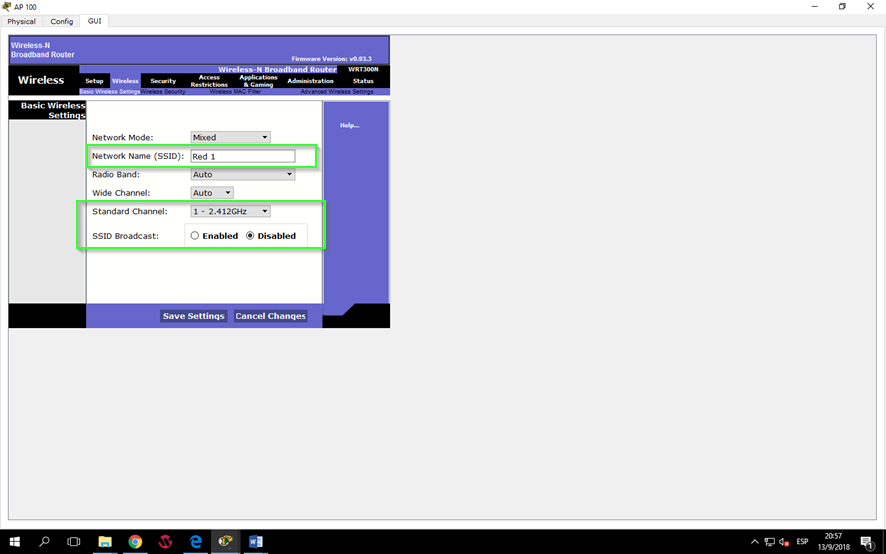 AP 100
Physical Config GUI
Wireless-N
Broadband Router
Firmware Version: v0.93.3
Wireless-N Broadband Router WRT300N
Wireless
Setup Wireless Security Access Restrictions Applications & Gaming Administration Status
Basic Wireless Settings Wireless Security Wireless MAC Filter Advanced Wireless Settings
Basic Wireless
Settings
Help...
Network Mode: Mixed
Network Name (SSID): Red 1
Radio Band: Auto
Wide Channel: Auto
Standard Channel: 1 - 2.412GHz
SSID Broadcast: Enabled Disabled
Save Settings Cancel Changes
ESP
20:57
13/9/2018
1